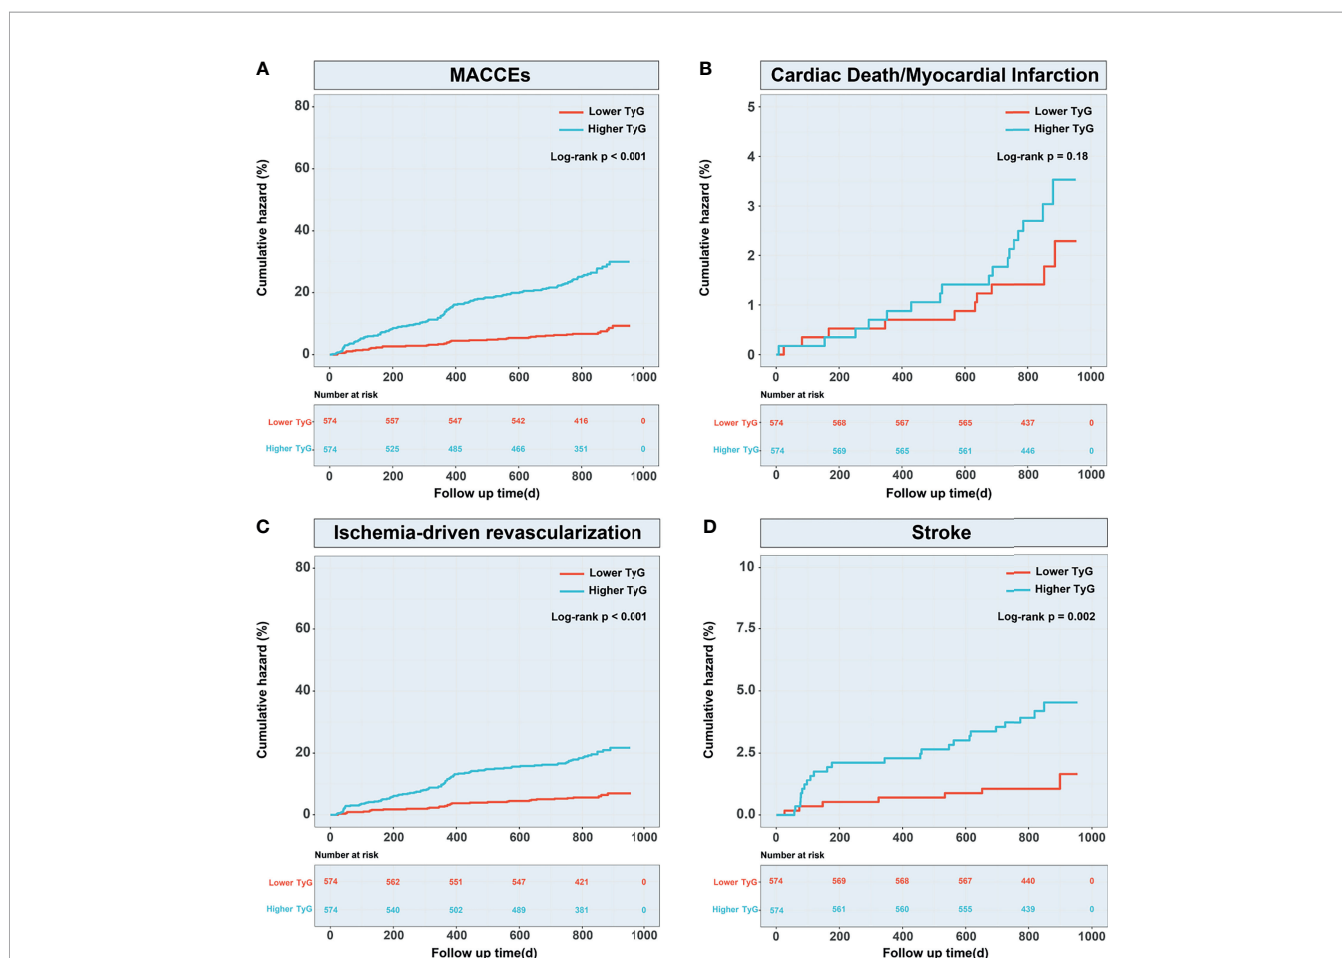 A
MACCEs
80
60
40
20
0
Cumulative hazard (%)
Lower TyG
Higher TyG
Log-rank p < 0.001
0 200 400 600 800 1000
Number at risk
Lower TyG 574 557 547 542 416 0
Higher TyG 574 525 485 466 351 0
0 200 400 600 800 1000
Follow up time(d)
B
Cardiac Death/Myocardial Infarction
5
4
3
2
1
0
Cumulative hazard (%)
Lower TyG
Higher TyG
Log-rank p = 0.18
0 200 400 600 800 1000
Number at risk
Lower TyG 574 568 567 565 437 0
Higher TyG 574 569 565 561 446 0
0 200 400 600 800 1000
Follow up time(d)
C
Ischemia-driven revascularization
80
60
40
20
0
Cumulative hazard (%)
Lower TyG
Higher TyG
Log-rank p < 0.001
0 200 400 600 800 1000
Number at risk
Lower TyG 574 562 551 547 421 0
Higher TyG 574 540 502 489 381 0
0 200 400 600 800 1000
Follow up time(d)
D
Stroke
10
7.5
5.0
2.5
0.0
Cumulative hazard (%)
Lower TyG
Higher TyG
Log-rank p = 0.002
0 200 400 600 800 1000
Number at risk
Lower TyG 574 569 568 567 440 0
Higher TyG 574 561 560 555 439 0
0 200 400 600 800 1000
Follow up time(d)